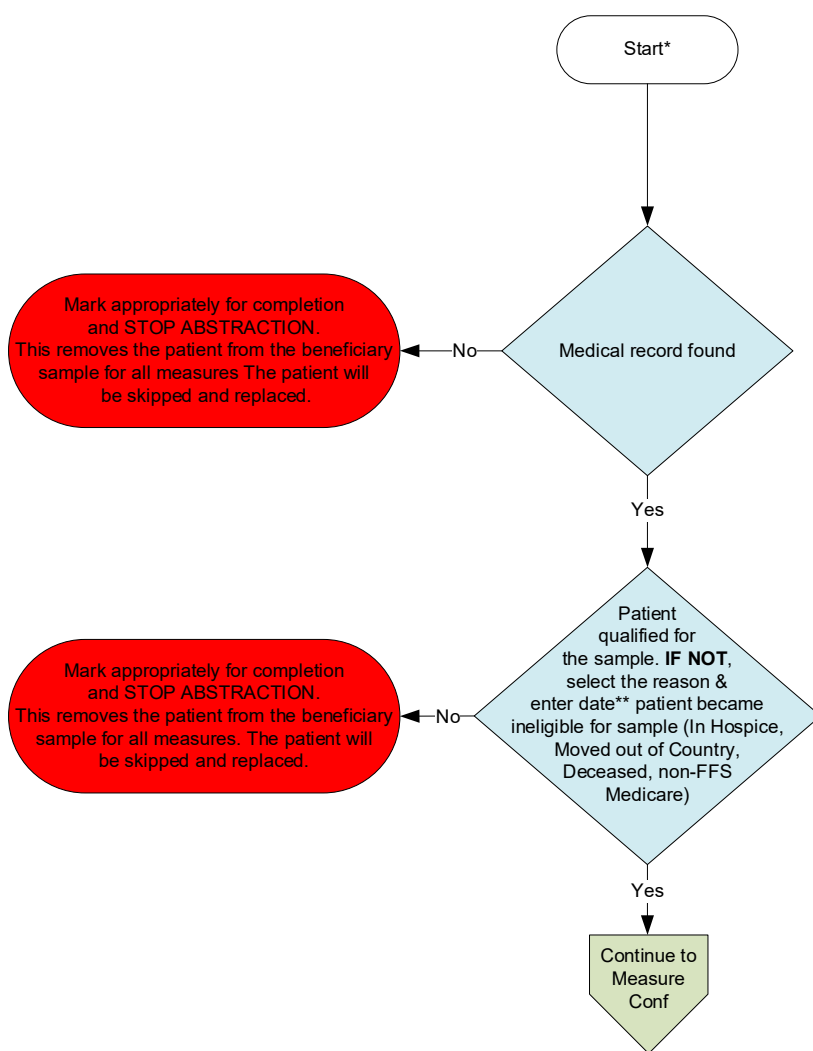 Start*
Medical record found
No
Mark appropriately for completion
and STOP ABSTRACTION.
This removes the patient from the beneficiary
sample for all measures The patient will
be skipped and replaced.
Yes
Patient
qualified for
the sample. IF NOT,
select the reason &
enter date** patient became
ineligible for sample (In Hospice,
Moved out of Country,
Deceased, non-FFS
Medicare)
No
Mark appropriately for completion
and STOP ABSTRACTION.
This removes the patient from the beneficiary
sample for all measures. The patient will
be skipped and replaced.
Yes
Continue to
Measure
Conf